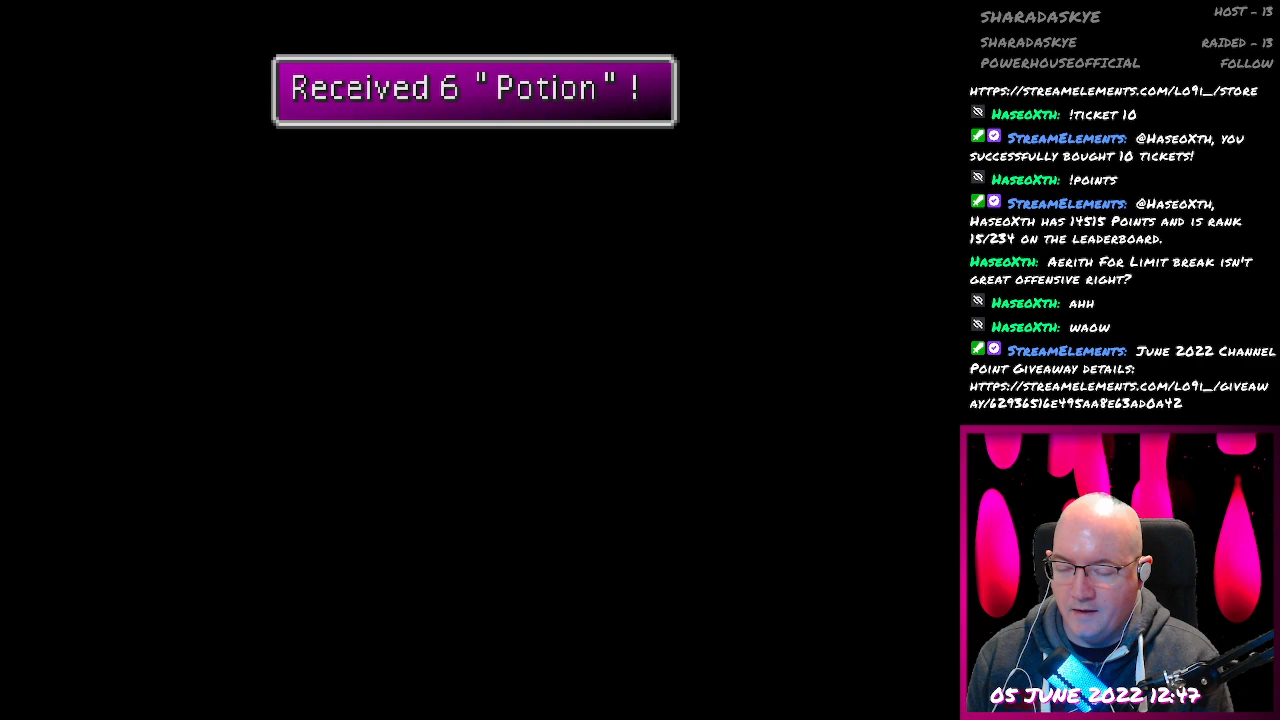 Received 6 "Potion"!
SHARADASKYE HOST - 13
SHARADASKYE RAIDED - 13
POWERHOUSEOFFICIAL FOLLOW
HTTPS://STREAMELEMENTS.COM/LO9I_/STORE
HASEOXTH: !TICKET 10
STREAMELEMENTS: @HASEOXTH, YOU
SUCCESSFULLY BOUGHT 10 TICKETS!
HASEOXTH: !POINTS
STREAMELEMENTS: @HASEOXTH,
HASEOXTH HAS 14515 POINTS AND IS RANK
15/234 ON THE LEADERBOARD.
HASEOXTH: AERITH FOR LIMIT BREAK ISN'T
GREAT OFFENSIVE RIGHT?
HASEOXTH: AHH
HASEOXTH: WAOW
STREAMELEMENTS: JUNE 2022 CHANNEL
POINT GIVEAWAY DETAILS:
HTTPS://STREAMELEMENTS.COM/LO9I_/GIVEAW
AY/62936516E495AA8E63AD0A42
05 JUNE 2022 12:47